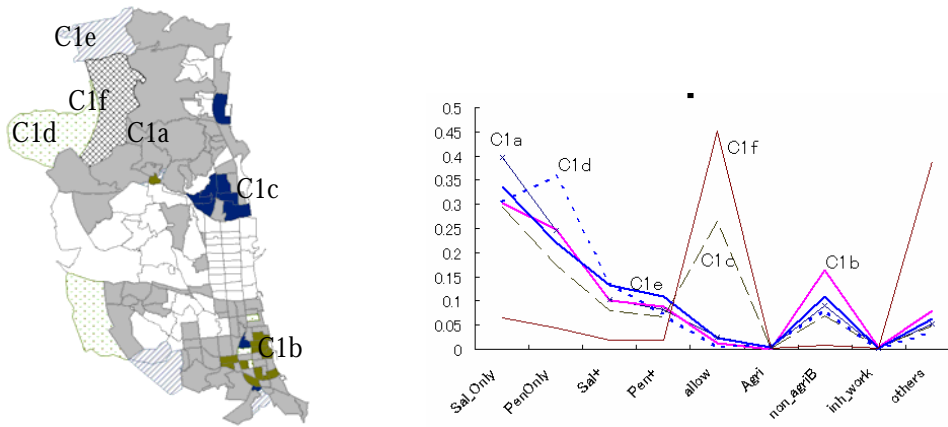 C1e
C1f
C1d
C1a
C1c
C1b
0.5
0.45
0.4
0.35
0.3
0.25
0.2
0.15
0.1
0.05
0
C1a
C1d
C1f
C1c
C1e
C1b
Sal_Only
PenOnly
Sal+
Pen+
allow
Agri
non_agriB
inh_work
others